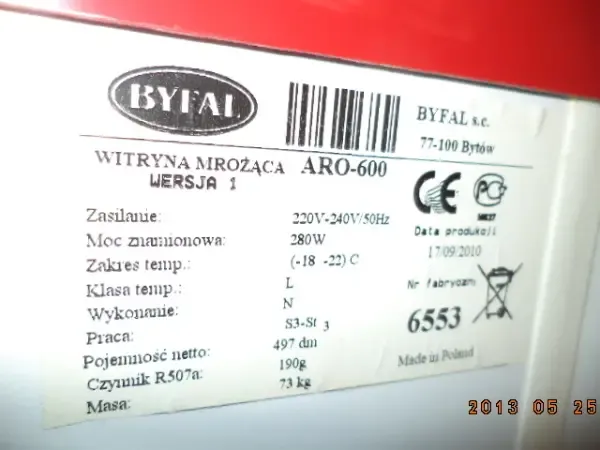 BYFAL
BYFAL s.c.
77-100 Bytów
WITRYNA MROŻĄCA ARO-600
WERSJA 1
Zasilanie: 220V-240V/50Hz
Moc znamionowa: 280W
Zakres temp.: (-18 -22) C
Klasa temp.: L
Wykonanie: N
Praca: S3-St
Pojemność netto: 497 dm 3
Czynnik R507a: 190g
Masa: 73 kg
CE PC
Data produkcji
17/09/2010
Nr fabryczny
6553
Made in Poland
2013 05 25